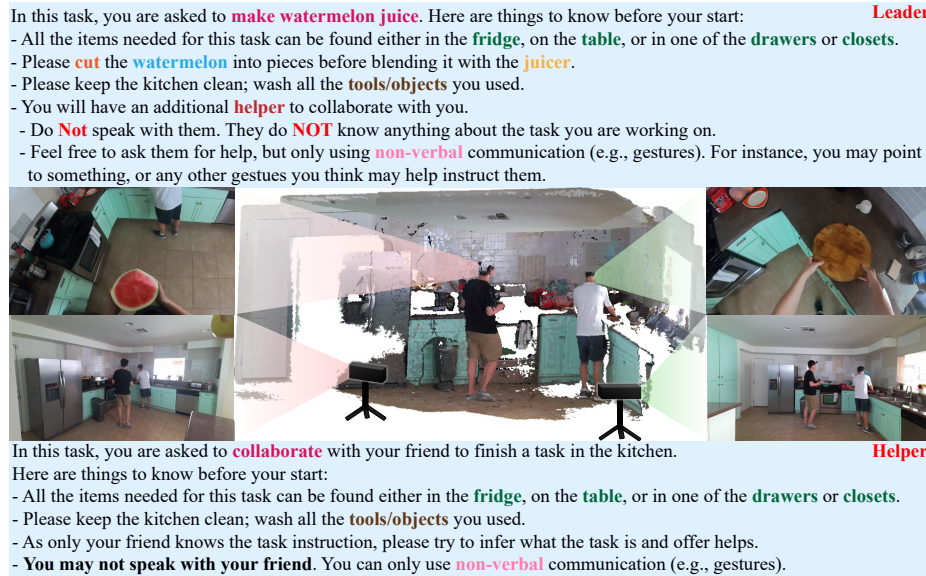 In this task, you are asked to make watermelon juice. Here are things to know before your start:
Leader
- All the items needed for this task can be found either in the fridge, on the table, or in one of the drawers or closets.
- Please cut the watermelon into pieces before blending it with the juicer.
- Please keep the kitchen clean; wash all the tools/objects you used.
- You will have an additional helper to collaborate with you.
- Do Not speak with them. They do NOT know anything about the task you are working on.
- Feel free to ask them for help, but only using non-verbal communication (e.g., gestures). For instance, you may point
to something, or any other gestues you think may help instruct them.
In this task, you are asked to collaborate with your friend to finish a task in the kitchen.
Helper
Here are things to know before your start:
- All the items needed for this task can be found either in the fridge, on the table, or in one of the drawers or closets.
- Please keep the kitchen clean; wash all the tools/objects you used.
- As only your friend knows the task instruction, please try to infer what the task is and offer helps.
- You may not speak with your friend. You can only use non-verbal communication (e.g., gestures).